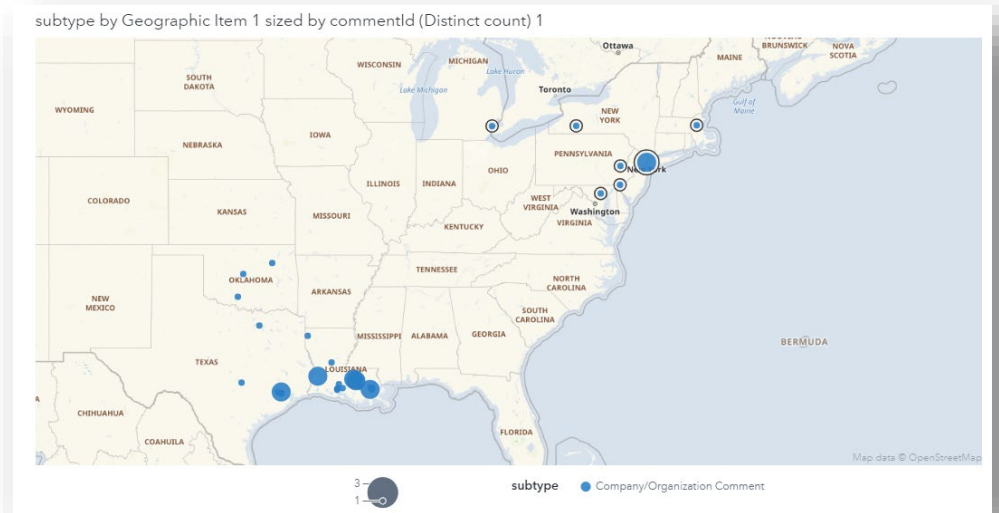 subtype by Geographic Item 1 sized by commentId (Distinct count) 1
Ottawa
BRUNSWICK
NOVA
SCOTIA
MAINE
WISCONSIN
MICHIGAN
Lake Huron
Lake Michigan
Toronto
Gulf of
Maine
SOUTH
DAKOTA
WYOMING
NEW
YORK
IOWA
NEBRASKA
PENNSYLVANIA
OHIO
ILLINOIS
INDIANA
COLORADO
WEST
VIRGINIA
Washington
KANSAS
MISSOURI
VIRGINIA
KENTUCKY
TENNESSEE
OKLAHOMA
ARKANSAS
NORTH
CAROLINA
NEW
MEXICO
SOUTH
CAROLINA
MISSISSIPPI
ALABAMA
GEORGIA
BERMUDA
TEXAS
LOUISIANA
CHIHUAHUA
COAHUILA
FLORIDA
Map data © OpenStreetMap
3
1
subtype
Company/Organization Comment